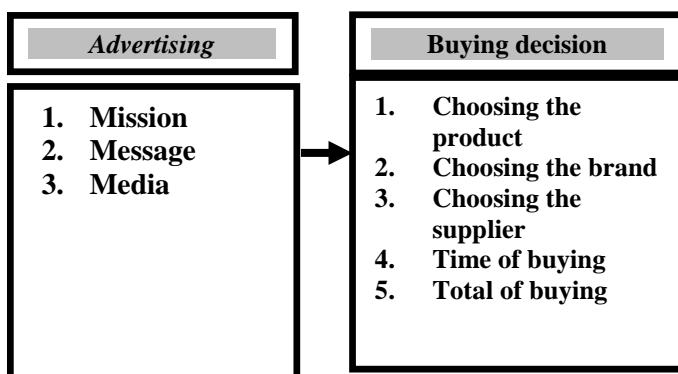 Advertising
1. Mission
2. Message
3. Media
Buying decision
1. Choosing the
product
2. Choosing the brand
3. Choosing the
supplier
4. Time of buying
5. Total of buying